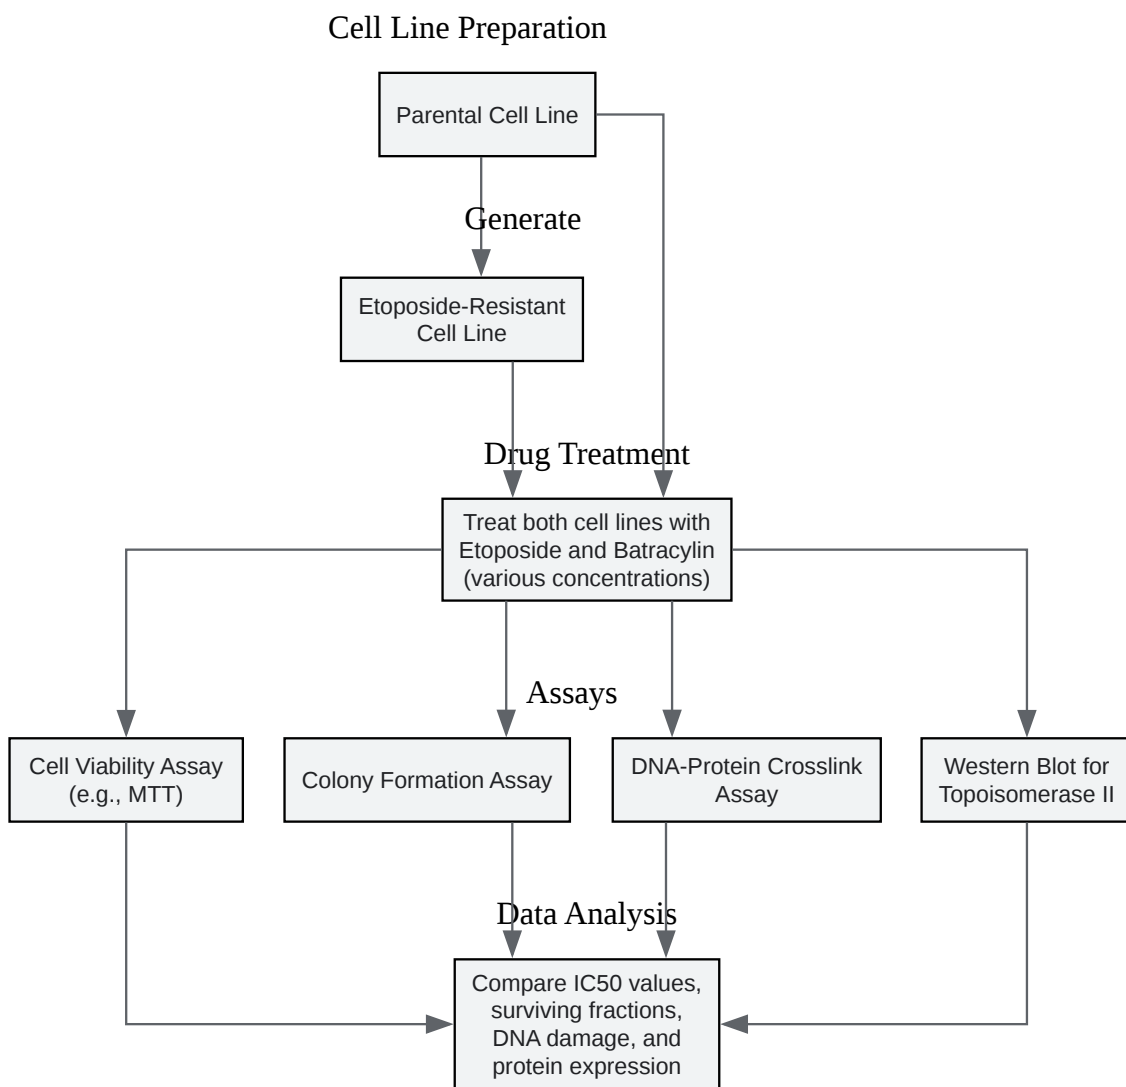 Cell Line Preparation
Parental Cell Line
Generate
Etoposide-Resistant
Cell Line
Drug Treatment
Treat both cell lines with
Etoposide and Batracylin
(various concentrations)
Assays
Cell Viability Assay
(e.g., MTT)
Colony Formation Assay
DNA-Protein Crosslink
Assay
Western Blot for
Topoisomerase II
Data Analysis
Compare IC50 values,
surviving fractions,
DNA damage, and
protein expression